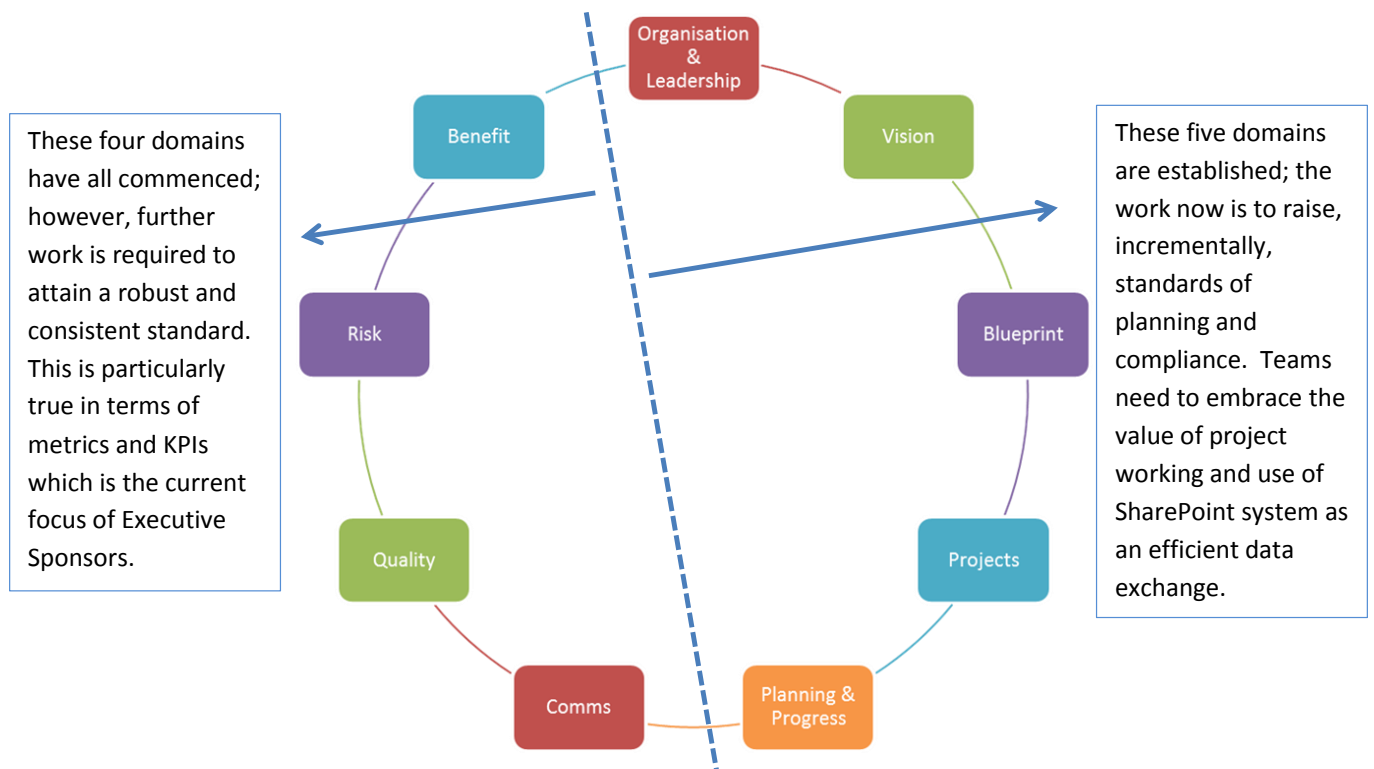 Organisation
&
Leadership
Benefit
Vision
These four domains
have all commenced;
however, further
work is required to
attain a robust and
consistent standard.
This is particularly
true in terms of
metrics and KPIs
which is the current
focus of Executive
Sponsors.
These five domains
are established; the
work now is to raise,
incrementally,
standards of
planning and
compliance.  Teams
need to embrace the
value of project
working and use of
SharePoint system as
an efficient data
exchange.
Risk
Blueprint
Quality
Projects
Comms
Planning &
Progress